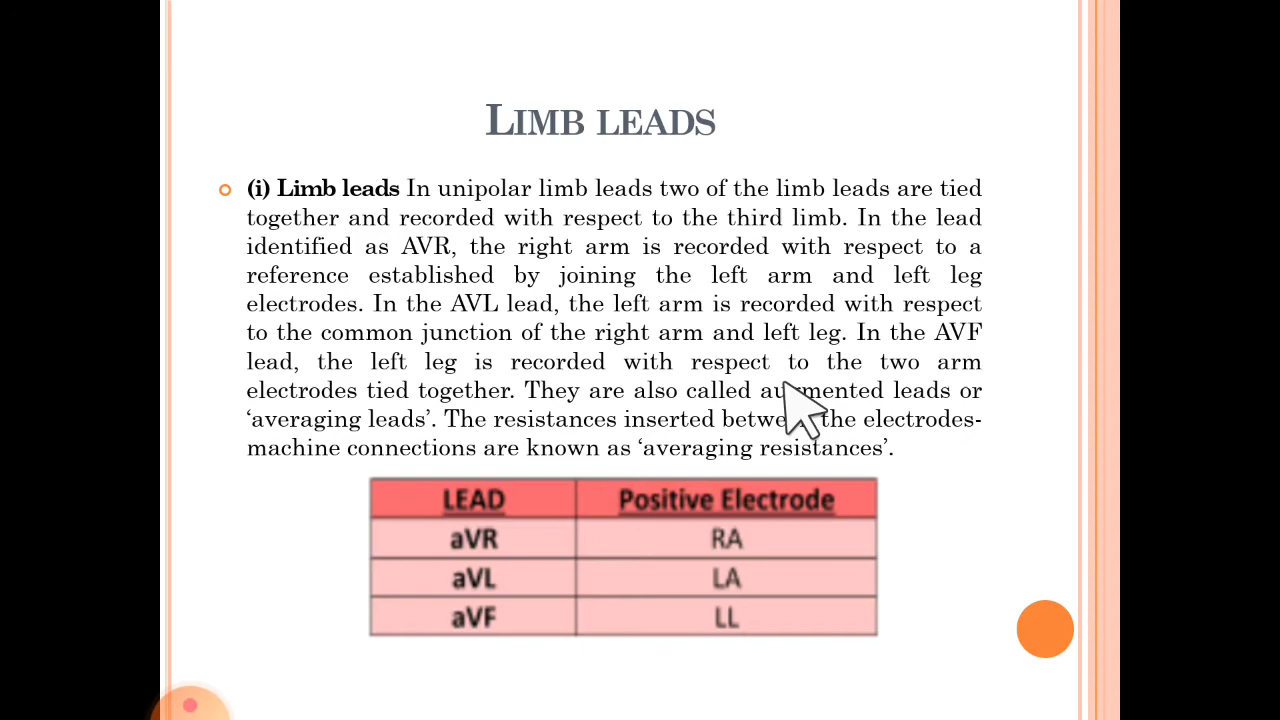 LIMB LEADS
(i) Limb leads In unipolar limb leads two of the limb leads are tied
together and recorded with respect to the third limb. In the lead
identified as AVR, the right arm is recorded with respect to a
reference established by joining the left arm and left leg
electrodes. In the AVL lead, the left arm is recorded with respect
to the common junction of the right arm and left leg. In the AVF
lead, the left leg is recorded with respect to the two arm
electrodes tied together. They are also called augmented leads or
‘averaging leads’. The resistances inserted between the electrodes-
machine connections are known as ‘averaging resistances’.
LEAD Positive Electrode
aVR RA
aVL LA
aVF LL